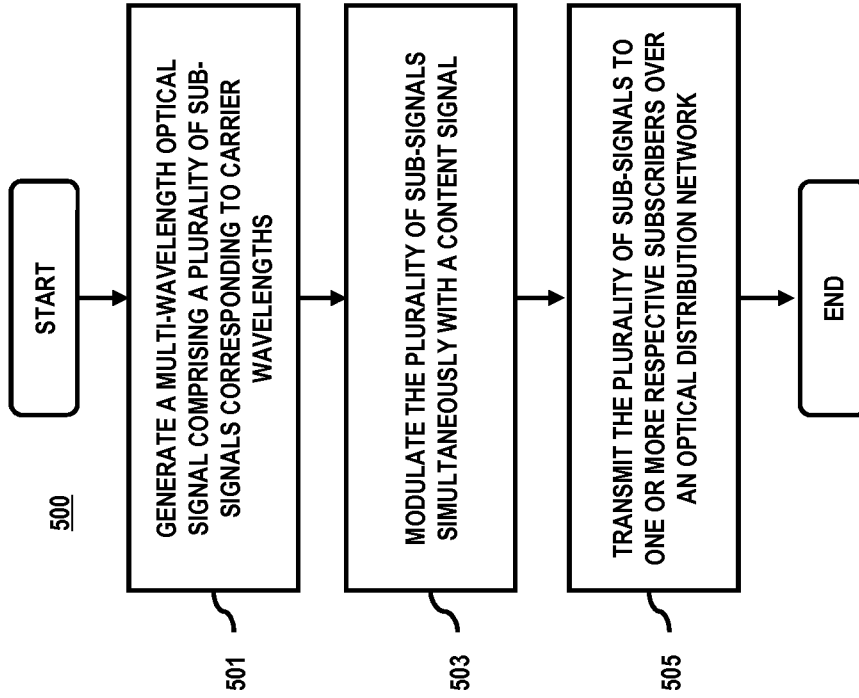 500
START
501
GENERATE A MULTI-WAVELENGTH OPTICAL
SIGNAL COMPRISING A PLURALITY OF SUB-
SIGNALS CORRESPONDING TO CARRIER
WAVELENGTHS
503
MODULATE THE PLURALITY OF SUB-SIGNALS
SIMULTANEOUSLY WITH A CONTENT SIGNAL
505
TRANSMIT THE PLURALITY OF SUB-SIGNALS TO
ONE OR MORE RESPECTIVE SUBSCRIBERS OVER
AN OPTICAL DISTRIBUTION NETWORK
END